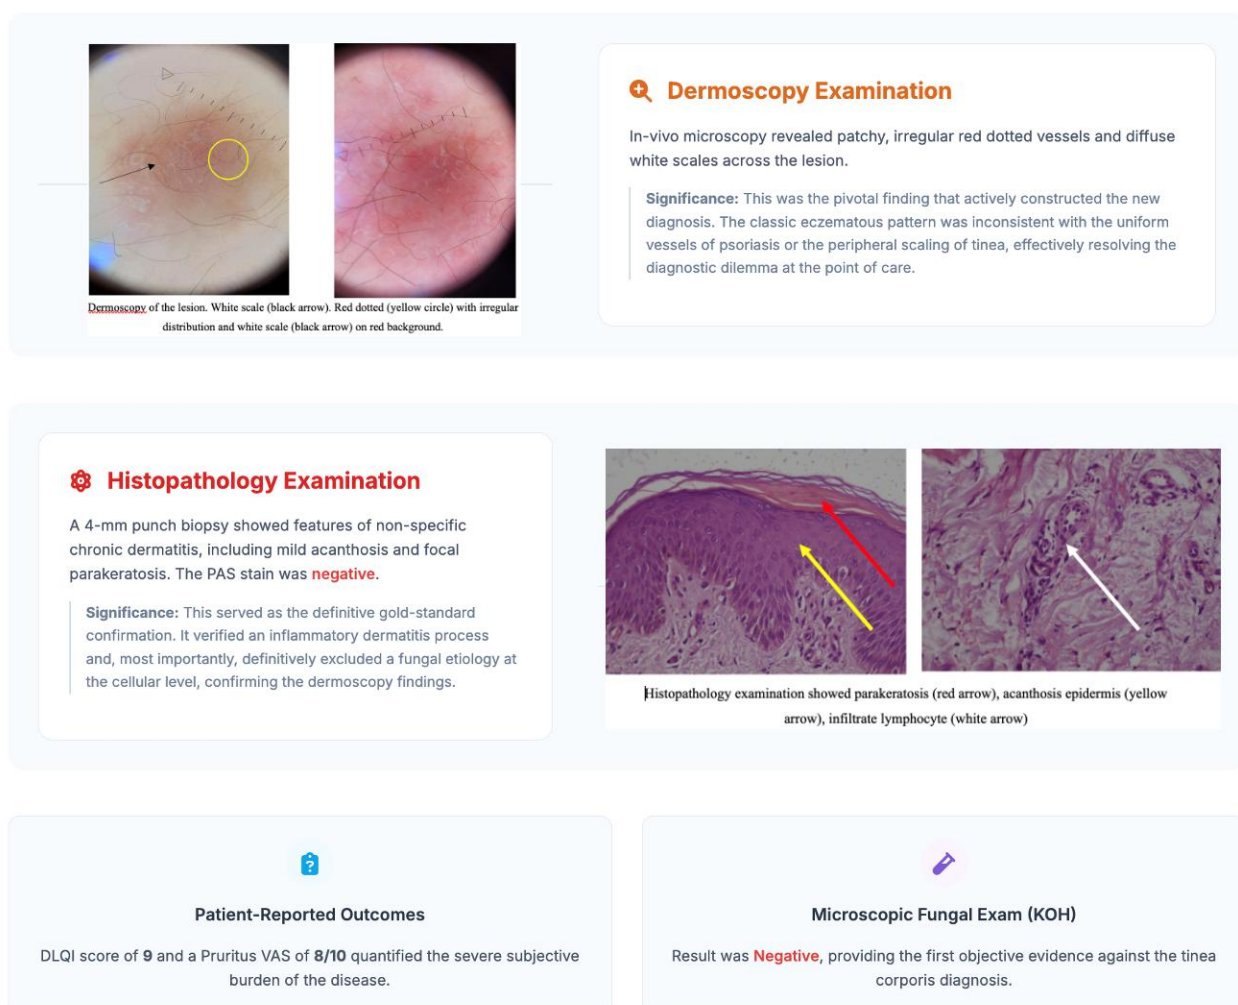 Dermoscopy Examination
In-vivo microscopy revealed patchy, irregular red dotted vessels and diffuse
white scales across the lesion.
Significance: This was the pivotal finding that actively constructed the new
diagnosis. The classic eczematous pattern was inconsistent with the uniform
vessels of psoriasis or the peripheral scaling of tinea, effectively resolving the
diagnostic dilemma at the point of care.
Dermoscopy of the lesion. White scale (black arrow). Red dotted (yellow circle) with irregular
distribution and white scale (black arrow) on red background.
Histopathology Examination
A 4-mm punch biopsy showed features of non-specific
chronic dermatitis, including mild acanthosis and focal
parakeratosis. The PAS stain was negative.
Significance: This served as the definitive gold-standard
confirmation. It verified an inflammatory dermatitis process
and, most importantly, definitively excluded a fungal etiology at
the cellular level, confirming the dermoscopy findings.
Histopathology examination showed parakeratosis (red arrow), acanthosis epidermis (yellow
arrow), infiltrate lymphocyte (white arrow)
Patient-Reported Outcomes
DLQI score of 9 and a Pruritus VAS of 8/10 quantified the severe subjective
burden of the disease.
Microscopic Fungal Exam (KOH)
Result was Negative, providing the first objective evidence against the tinea
corporis diagnosis.